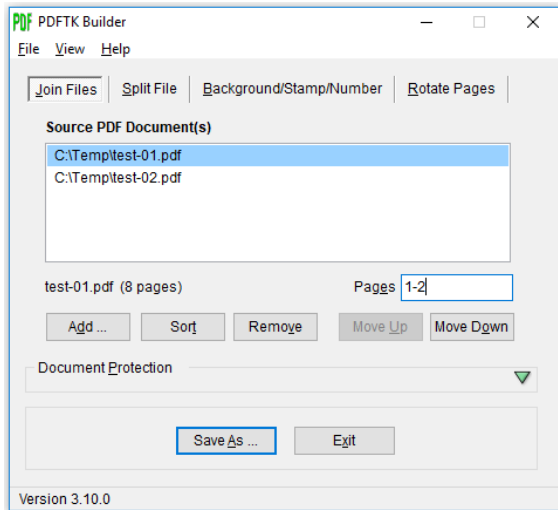 PDF PDFTK Builder
File View Help
Join Files Split File Background/Stamp/Number Rotate Pages
Source PDF Document(s)
C:\Temp\test-01.pdf
C:\Temp\test-02.pdf
test-01.pdf (8 pages) Pages 1-2
Add ... Sort Remove Move Up Move Down
Document Protection
Save As ... Exit
Version 3.10.0